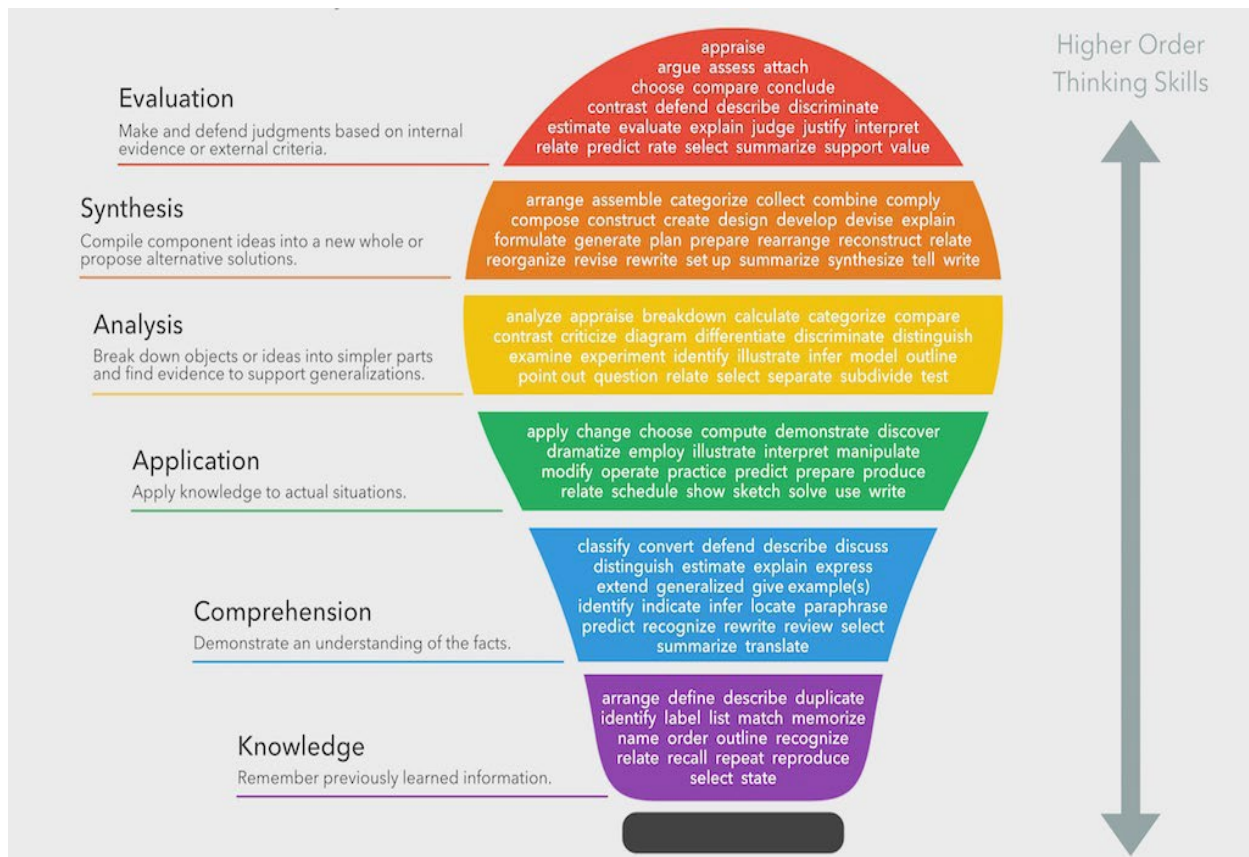 Higher Order
Thinking Skills
Evaluation
Make and defend judgments based on internal
evidence or external criteria.
appraise
argue assess attach
choose compare conclude
contrast defend describe discriminate
estimate evaluate explain judge justify interpret
relate predict rate select summarize support value
Synthesis
Compile component ideas into a new whole or
propose alternative solutions.
arrange assemble categorize collect combine comply
compose construct create design develop devise explain
formulate generate plan prepare rearrange reconstruct relate
reorganize revise rewrite set up summarize synthesize tell write
Analysis
Break down objects or ideas into simpler parts
and find evidence to support generalizations.
analyze appraise breakdown calculate categorize compare
contrast criticize diagram differentiate discriminate distinguish
examine experiment identify illustrate infer model outline
point out question relate select separate subdivide test
Application
Apply knowledge to actual situations.
apply change choose compute demonstrate discover
dramatize employ illustrate interpret manipulate
modify operate practice predict prepare produce
relate schedule show sketch solve use write
Comprehension
Demonstrate an understanding of the facts.
classify convert defend describe discuss
distinguish estimate explain express
extend generalized give example(s)
identify indicate infer locate paraphrase
predict recognize rewrite review select
summarize translate
Knowledge
Remember previously learned information.
arrange define describe duplicate
identify label list match memorize
name order outline recognize
relate recall repeat reproduce
select state